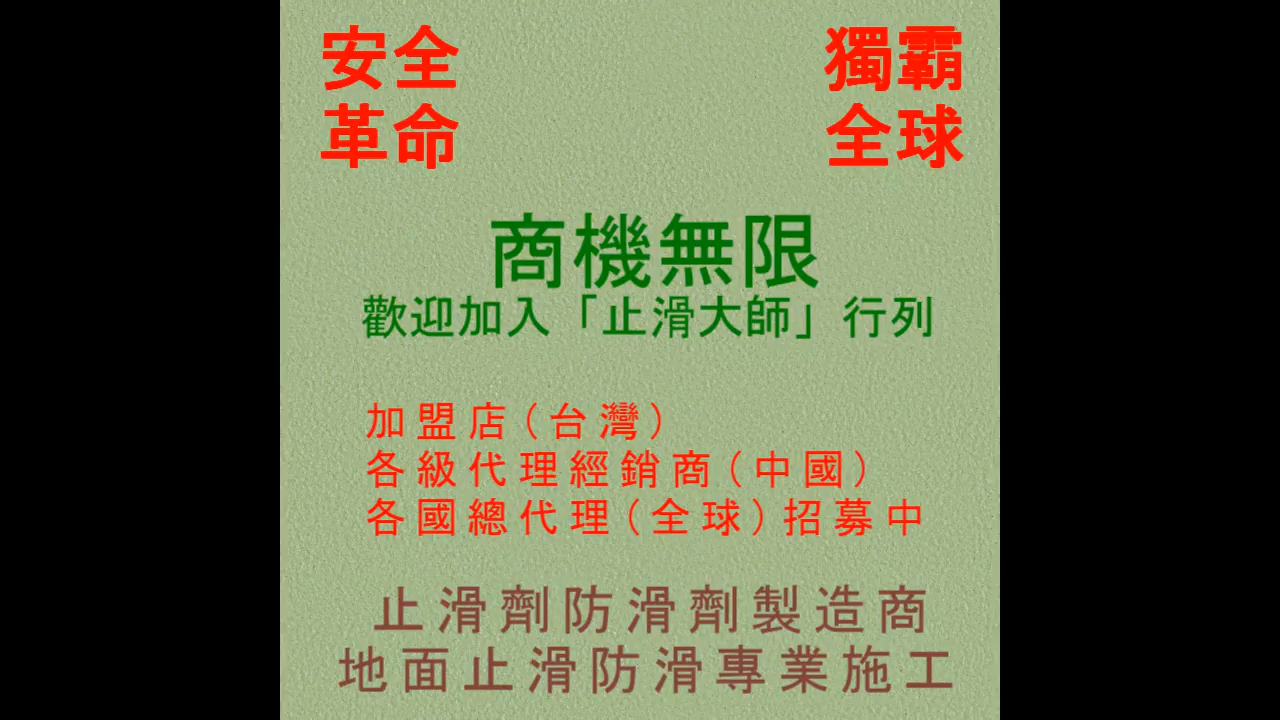 安全
革命
獨霸
全球
商機無限
歡迎加入「止滑大師」行列
加盟店(台灣)
各級代理經銷商(中國)
各國總代理(全球)招募中
止滑劑防滑劑製造商
地面止滑防滑專業施工